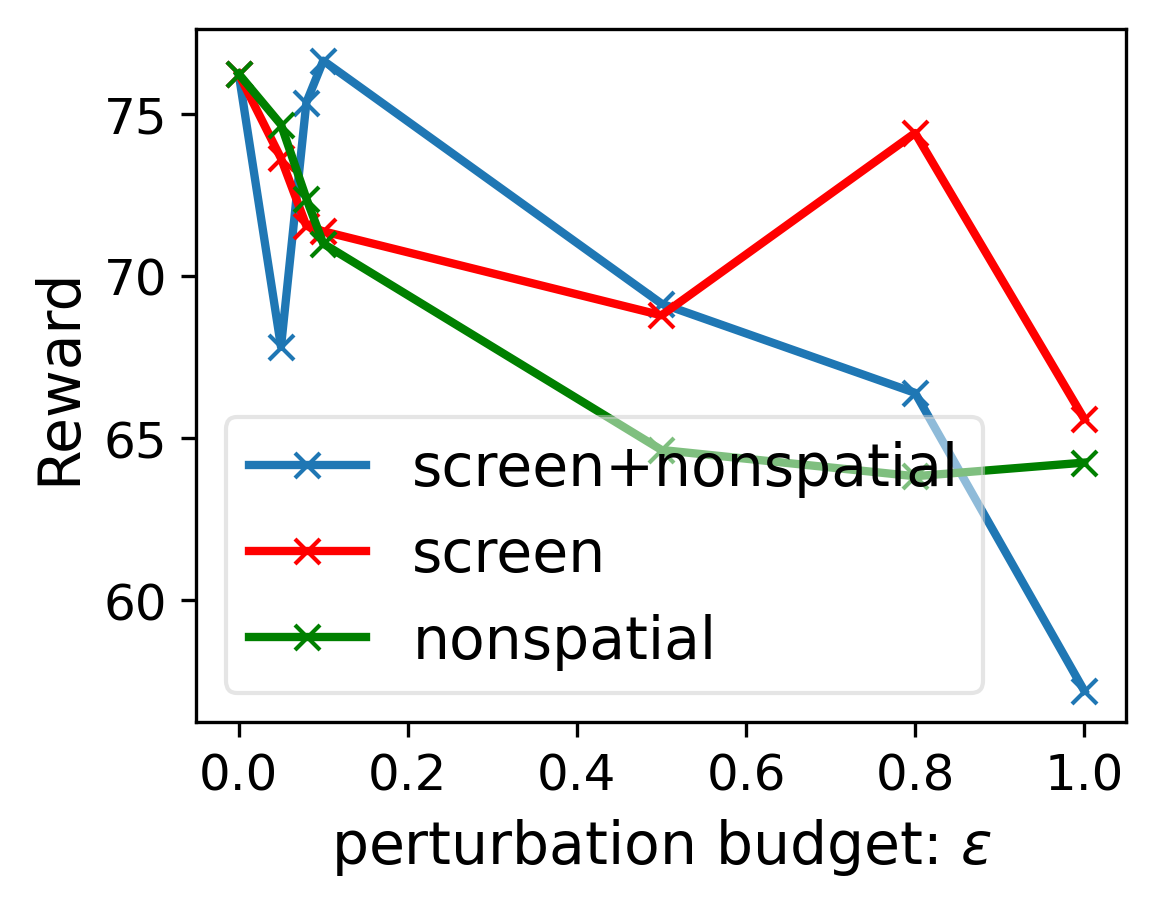 75
70
65
60
Reward
screen+nonspatial
screen
nonspatial
0.0 0.2 0.4 0.6 0.8 1.0
perturbation budget: ε